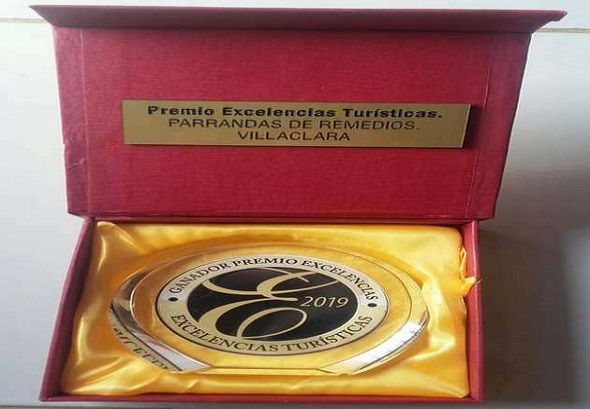 Premio Excelencias Turísticas.
PARRANDAS DE REMEDIOS.
VILLACLARA
GANADOR PREMIO EXCELENCIAS
2019
EXCELENCIAS TURÍSTICAS